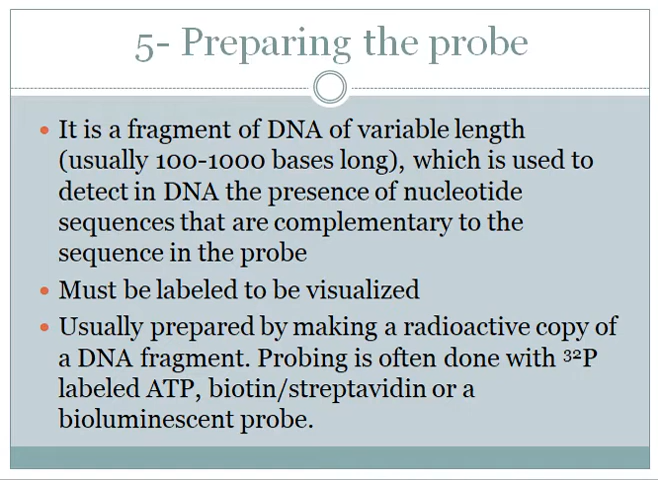 5- Preparing the probe
• It is a fragment of DNA of variable length
(usually 100-1000 bases long), which is used to
detect in DNA the presence of nucleotide
sequences that are complementary to the
sequence in the probe
• Must be labeled to be visualized
• Usually prepared by making a radioactive copy of
a DNA fragment. Probing is often done with ³²P
labeled ATP, biotin/streptavidin or a
bioluminescent probe.